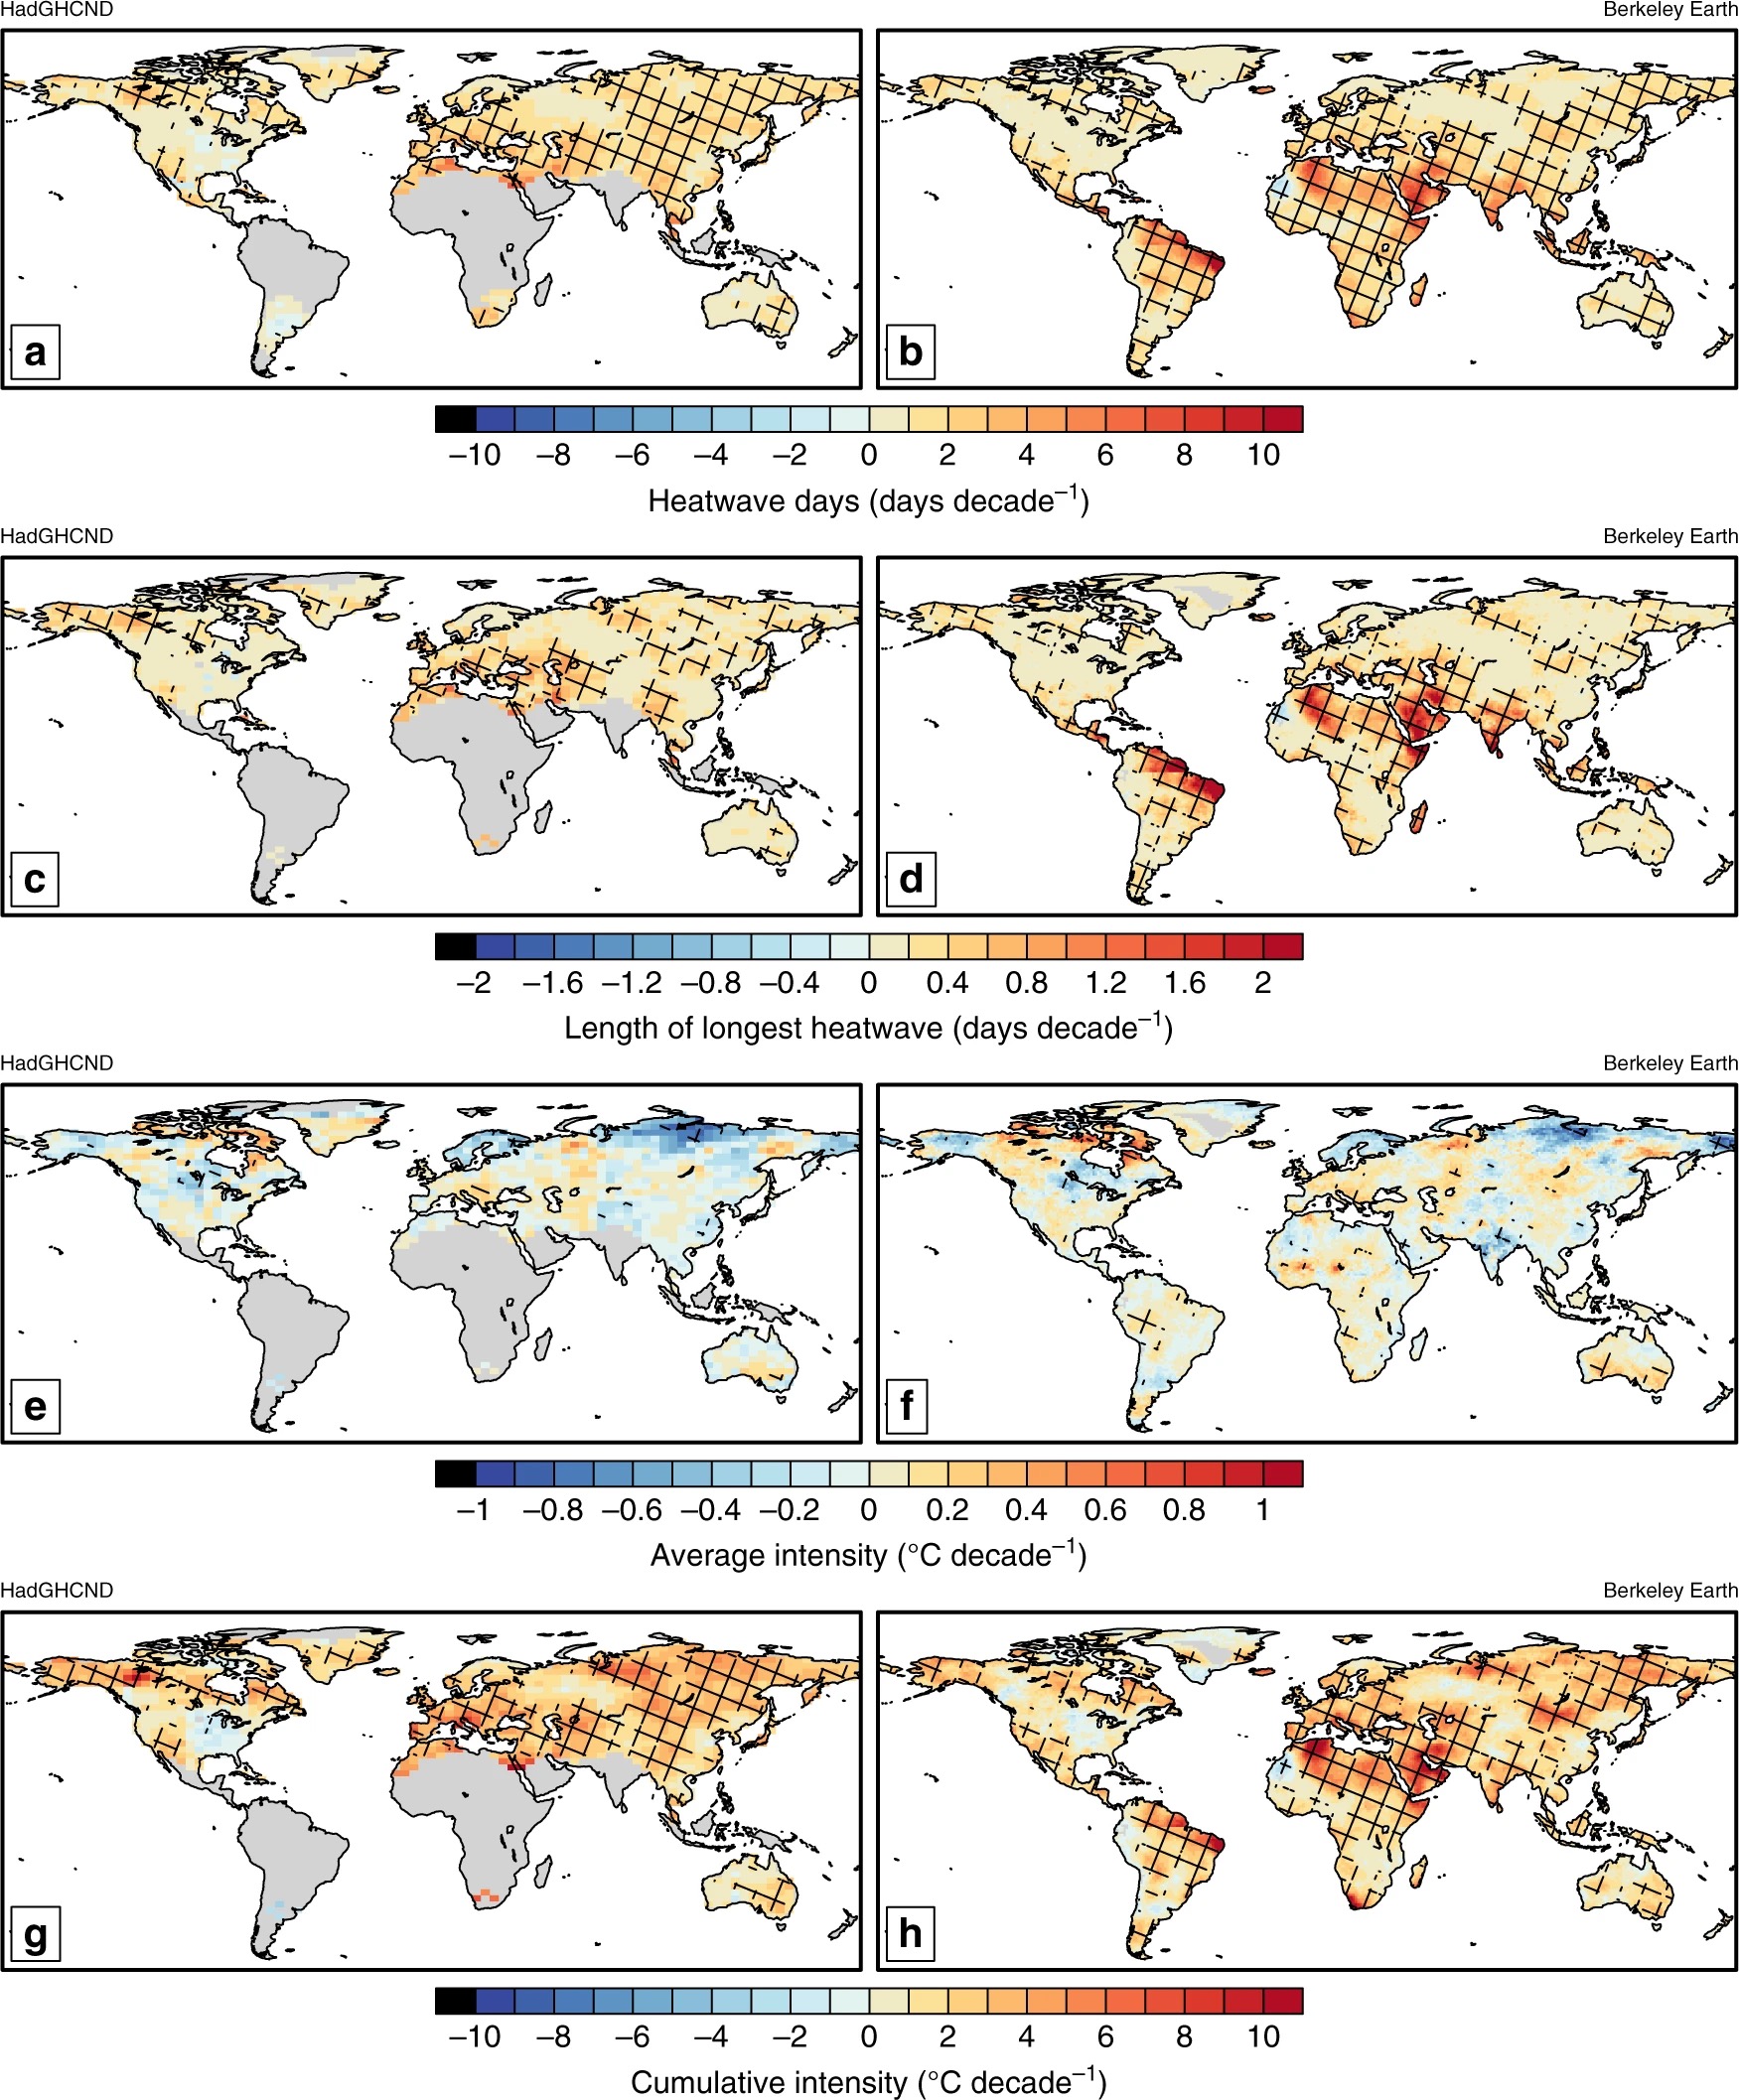 HadGHCND Berkeley Earth
a b
−10 −8 −6 −4 −2 0 2 4 6 8 10
Heatwave days (days decade⁻¹)
HadGHCND Berkeley Earth
c d
−2 −1.6 −1.2 −0.8 −0.4 0 0.4 0.8 1.2 1.6 2
Length of longest heatwave (days decade⁻¹)
HadGHCND Berkeley Earth
e f
−1 −0.8 −0.6 −0.4 −0.2 0 0.2 0.4 0.6 0.8 1
Average intensity (°C decade⁻¹)
HadGHCND Berkeley Earth
g h
−10 −8 −6 −4 −2 0 2 4 6 8 10
Cumulative intensity (°C decade⁻¹)